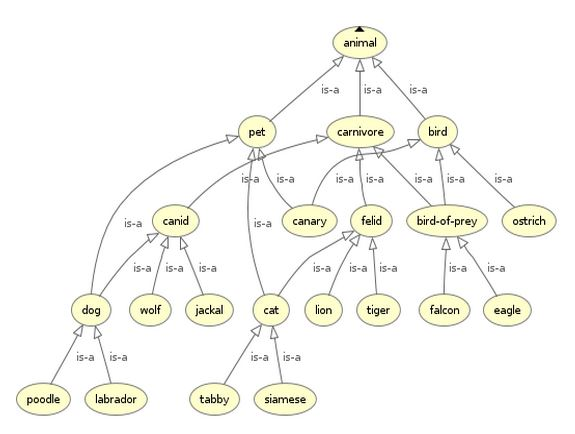 animal
is-a is-a is-a
pet carnivore bird
is-a is-a is-a is-a is-a is-a
canid canary felid bird-of-prey ostrich
is-a is-a
is-a is-a is-a is-a is-a is-a is-a is-a
dog wolf jackal cat lion tiger falcon eagle
is-a is-a is-a is-a
poodle labrador tabby siamese